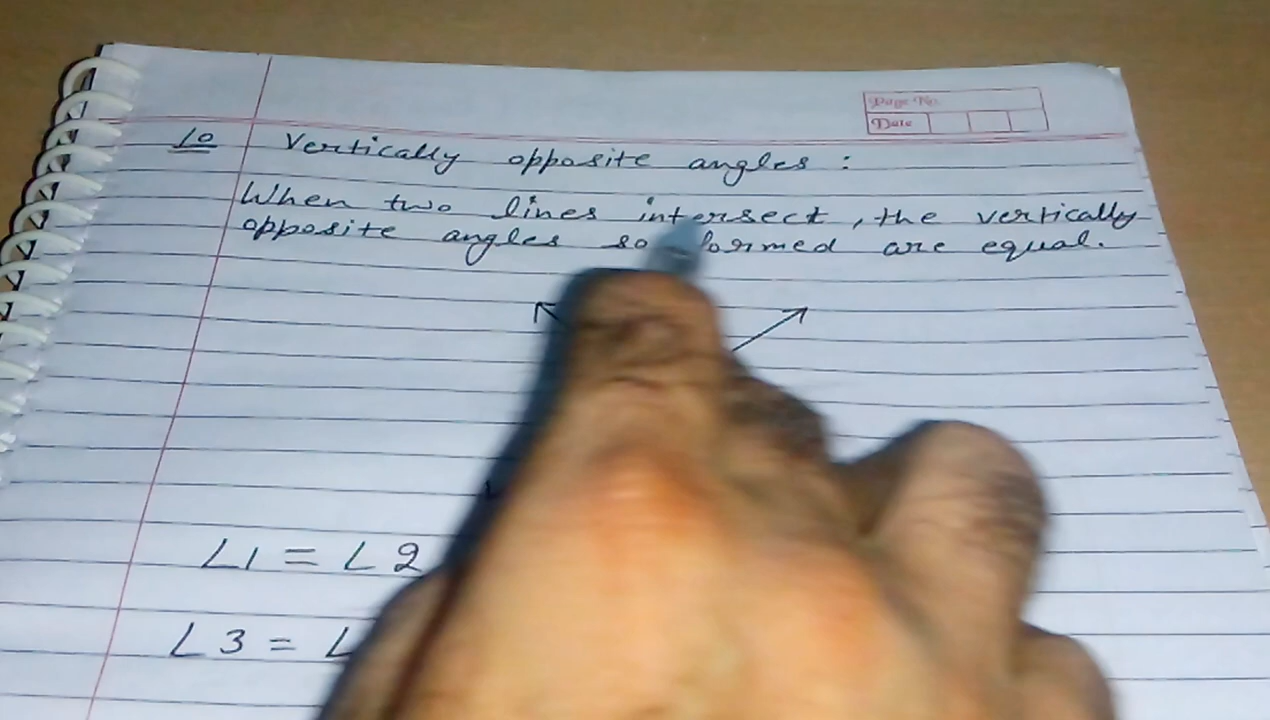 Page No.
Date
10 Vertically opposite angles :
When two lines intersect, the vertically
opposite angles so formed are equal.
∠1 = ∠2
∠3 = ∠